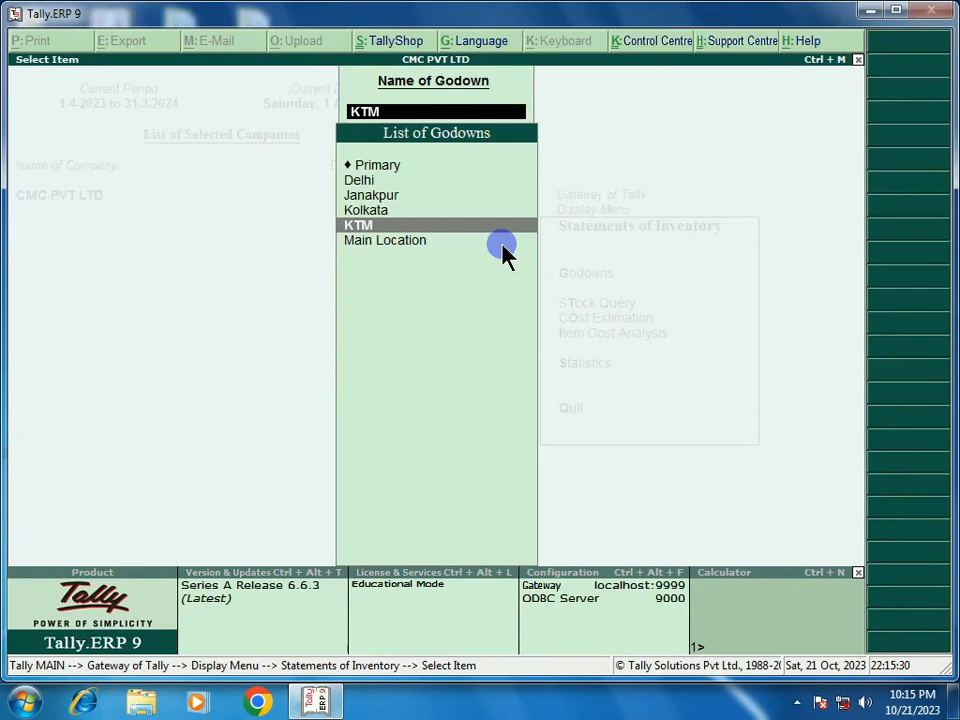 Tally.ERP 9
P: Print
E: Export
M: E-Mail
O: Upload
S: TallyShop
G: Language
K: Keyboard
K: Control Centre
H: Support Centre
H: Help
Select Item
CMC PVT LTD
Ctrl + M
Current Period
1-4-2023 to 31-3-2024
Current D
Saturday, 1
List of Selected Companies
Name of Company
CMC PVT LTD
Name of Godown
KTM
List of Godowns
♦ Primary
Delhi
Janakpur
Kolkata
KTM
Main Location
Gateway of Tally
Display Menu
Statements of Inventory
Godowns
STock Query
COst Estimation
Item Cost Analysis
Statistics
Quit
Product
Tally
POWER OF SIMPLICITY
Tally.ERP 9
Version & Updates Ctrl + Alt + T
Series A Release 6.6.3
(Latest)
License & Services Ctrl + Alt + L
Educational Mode
Configuration Ctrl + Alt + F
Gateway localhost:9999
ODBC Server 9000
Calculator Ctrl + N
1>
Tally MAIN --> Gateway of Tally --> Display Menu --> Statements of Inventory --> Select Item
© Tally Solutions Pvt Ltd., 1988-20
Sat, 21 Oct, 2023
22:15:30
Tally ERP 9
10:15 PM
10/21/2023